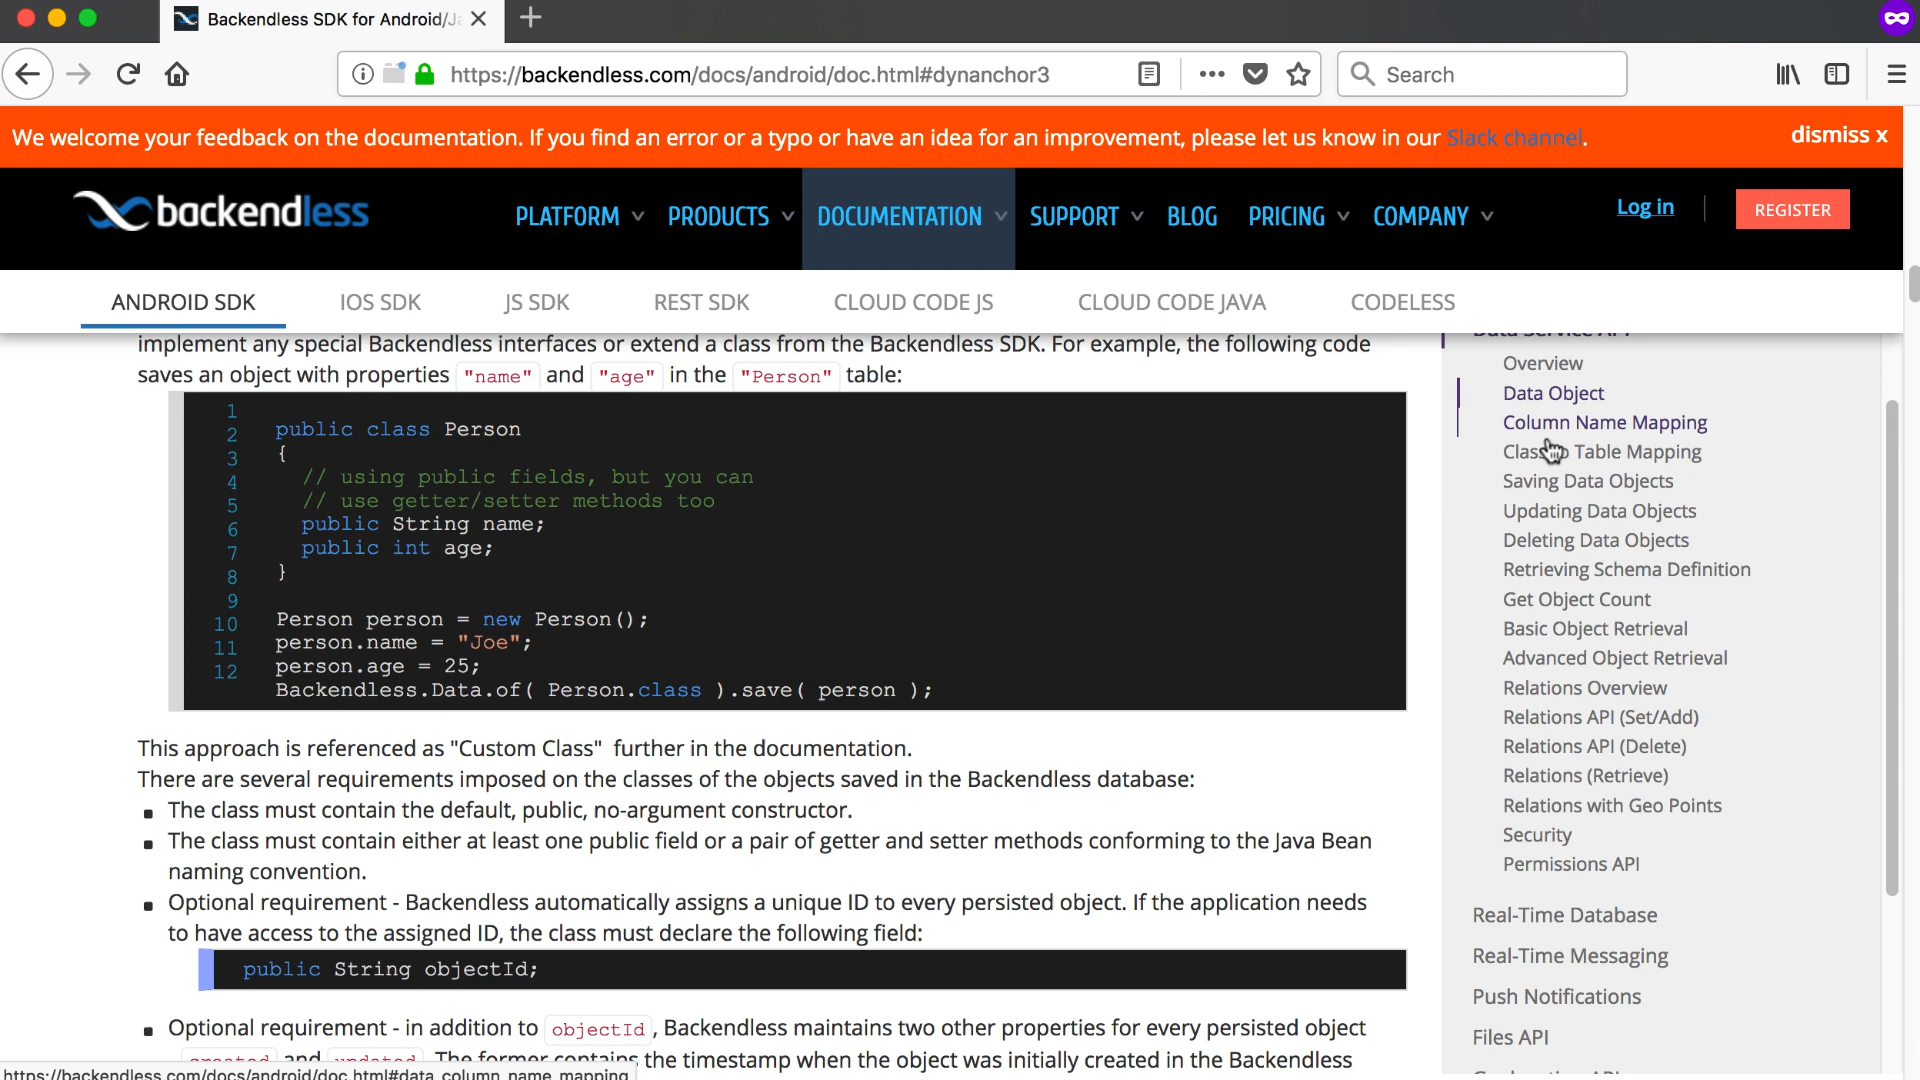 Backendless SDK for Android/Ja
https://backendless.com/docs/android/doc.html#dynanchor3
Search
We welcome your feedback on the documentation. If you find an error or a typo or have an idea for an improvement, please let us know in our Slack channel.
dismiss x
backendless
PLATFORM
PRODUCTS
DOCUMENTATION
SUPPORT
BLOG
PRICING
COMPANY
Log in
REGISTER
ANDROID SDK
IOS SDK
JS SDK
REST SDK
CLOUD CODE JS
CLOUD CODE JAVA
CODELESS
implement any special Backendless interfaces or extend a class from the Backendless SDK. For example, the following code
saves an object with properties "name" and "age" in the "Person" table:
1
2 public class Person
3 {
4 // using public fields, but you can
5 // use getter/setter methods too
6 public String name;
7 public int age;
8 }
9
10 Person person = new Person();
11 person.name = "Joe";
12 person.age = 25;
Backendless.Data.of( Person.class ).save( person );
This approach is referenced as "Custom Class" further in the documentation.
There are several requirements imposed on the classes of the objects saved in the Backendless database:
The class must contain the default, public, no-argument constructor.
The class must contain either at least one public field or a pair of getter and setter methods conforming to the Java Bean
naming convention.
Optional requirement - Backendless automatically assigns a unique ID to every persisted object. If the application needs
to have access to the assigned ID, the class must declare the following field:
public String objectId;
Optional requirement - in addition to objectId, Backendless maintains two other properties for every persisted object
created and updated. The former contains the timestamp when the object was initially created in the Backendless
https://backendless.com/docs/android/doc.html#data_column_name_mapping
Data Service API
Overview
Data Object
Column Name Mapping
Class Table Mapping
Saving Data Objects
Updating Data Objects
Deleting Data Objects
Retrieving Schema Definition
Get Object Count
Basic Object Retrieval
Advanced Object Retrieval
Relations Overview
Relations API (Set/Add)
Relations API (Delete)
Relations (Retrieve)
Relations with Geo Points
Security
Permissions API
Real-Time Database
Real-Time Messaging
Push Notifications
Files API